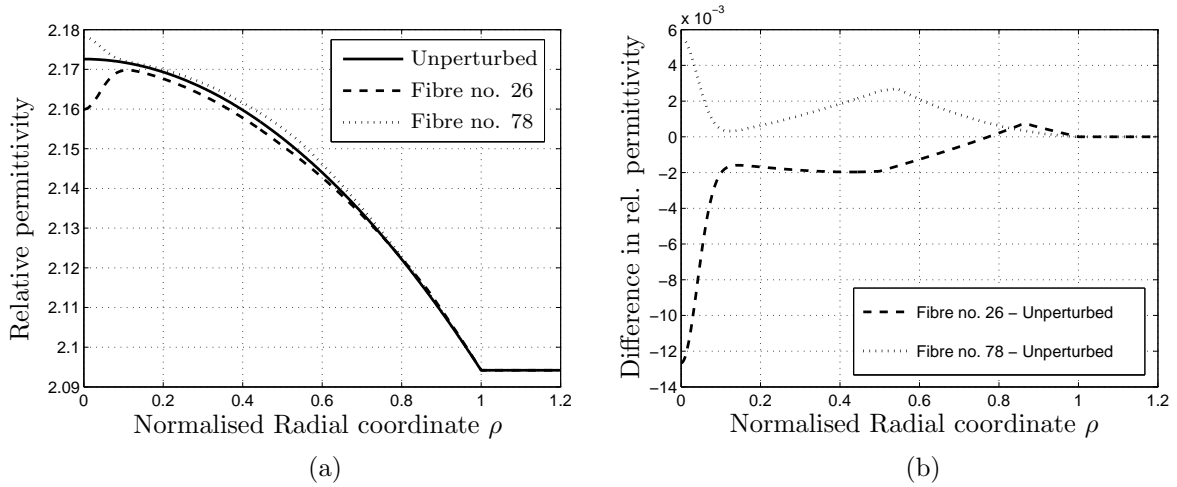 2.18
2.17
2.16
2.15
2.14
2.13
2.12
2.11
2.1
2.09
0
0.2
0.4
0.6
0.8
1
1.2
Relative permittivity
Normalised Radial coordinate ρ
Unperturbed
Fibre no. 26
Fibre no. 78
(a)
x 10⁻³
6
4
2
0
−2
−4
−6
−8
−10
−12
−14
0
0.2
0.4
0.6
0.8
1
1.2
Difference in rel. permittivity
Normalised Radial coordinate ρ
Fibre no. 26 − Unperturbed
Fibre no. 78 − Unperturbed
(b)